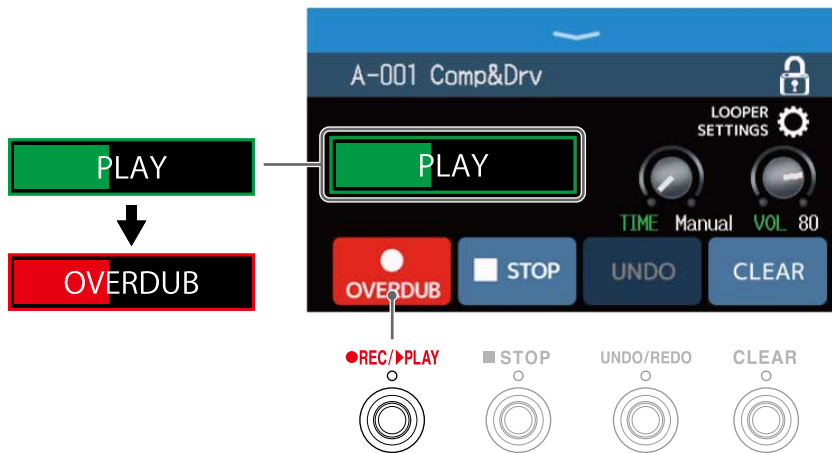 A-001 Comp&Drv
LOOPER
SETTINGS
PLAY
PLAY
TIME Manual VOL 80
OVERDUB
OVERDUB
STOP
UNDO
CLEAR
●REC/▶PLAY
■STOP
UNDO/REDO
CLEAR